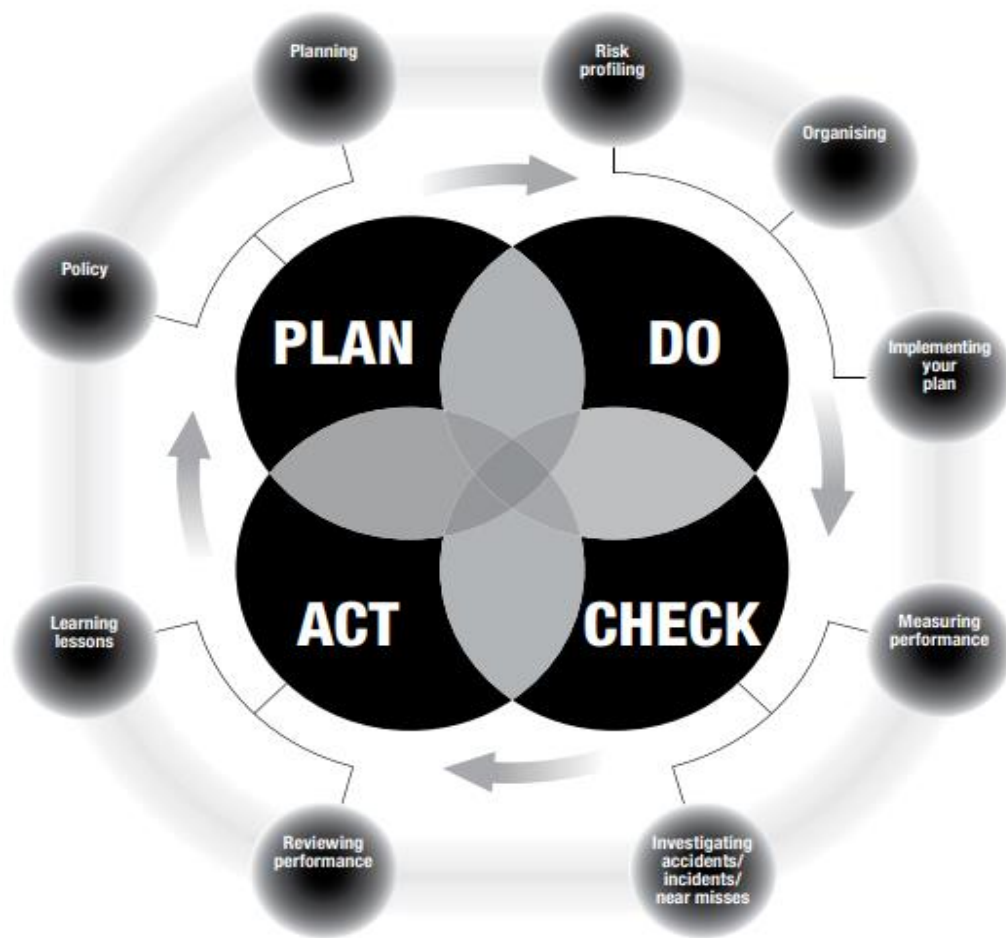 Planning
Risk
profiling
Organising
Policy
PLAN
DO
Implementing
your
plan
Learning
lessons
ACT
CHECK
Measuring
performance
Reviewing
performance
Investigating
accidents/
incidents/
near misses